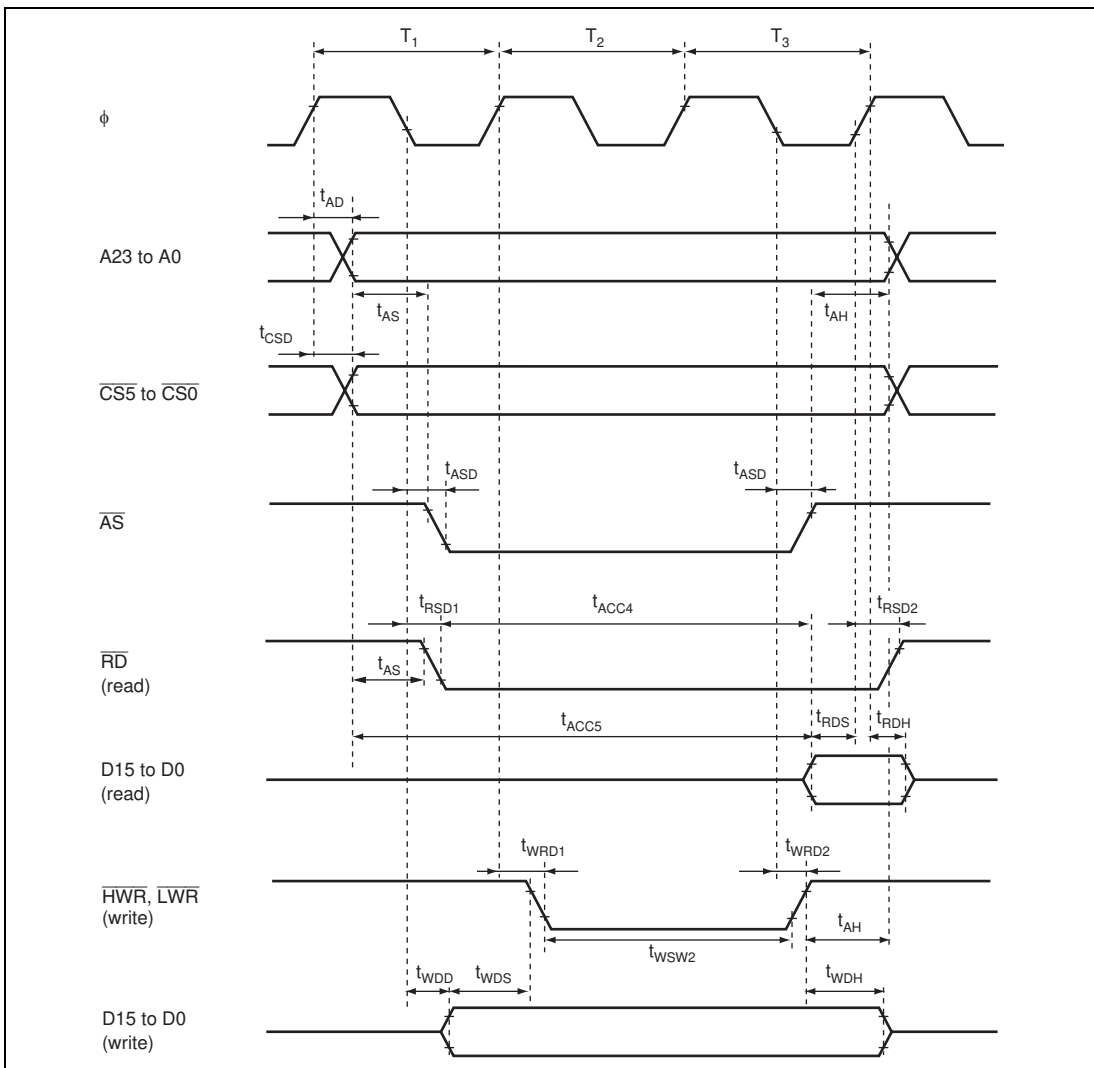 T1 T2 T3
φ
tAD
A23 to A0
tAS tAH
tCSD
CS5 to CS0
tASD tASD
AS
tRSD1 tACC4 tRSD2
RD
(read)
tAS
tACC5 tRDS tRDH
D15 to D0
(read)
tWRD1 tWRD2
HWR, LWR
(write)
tAH
tWSW2
tWDD tWDS tWDH
D15 to D0
(write)